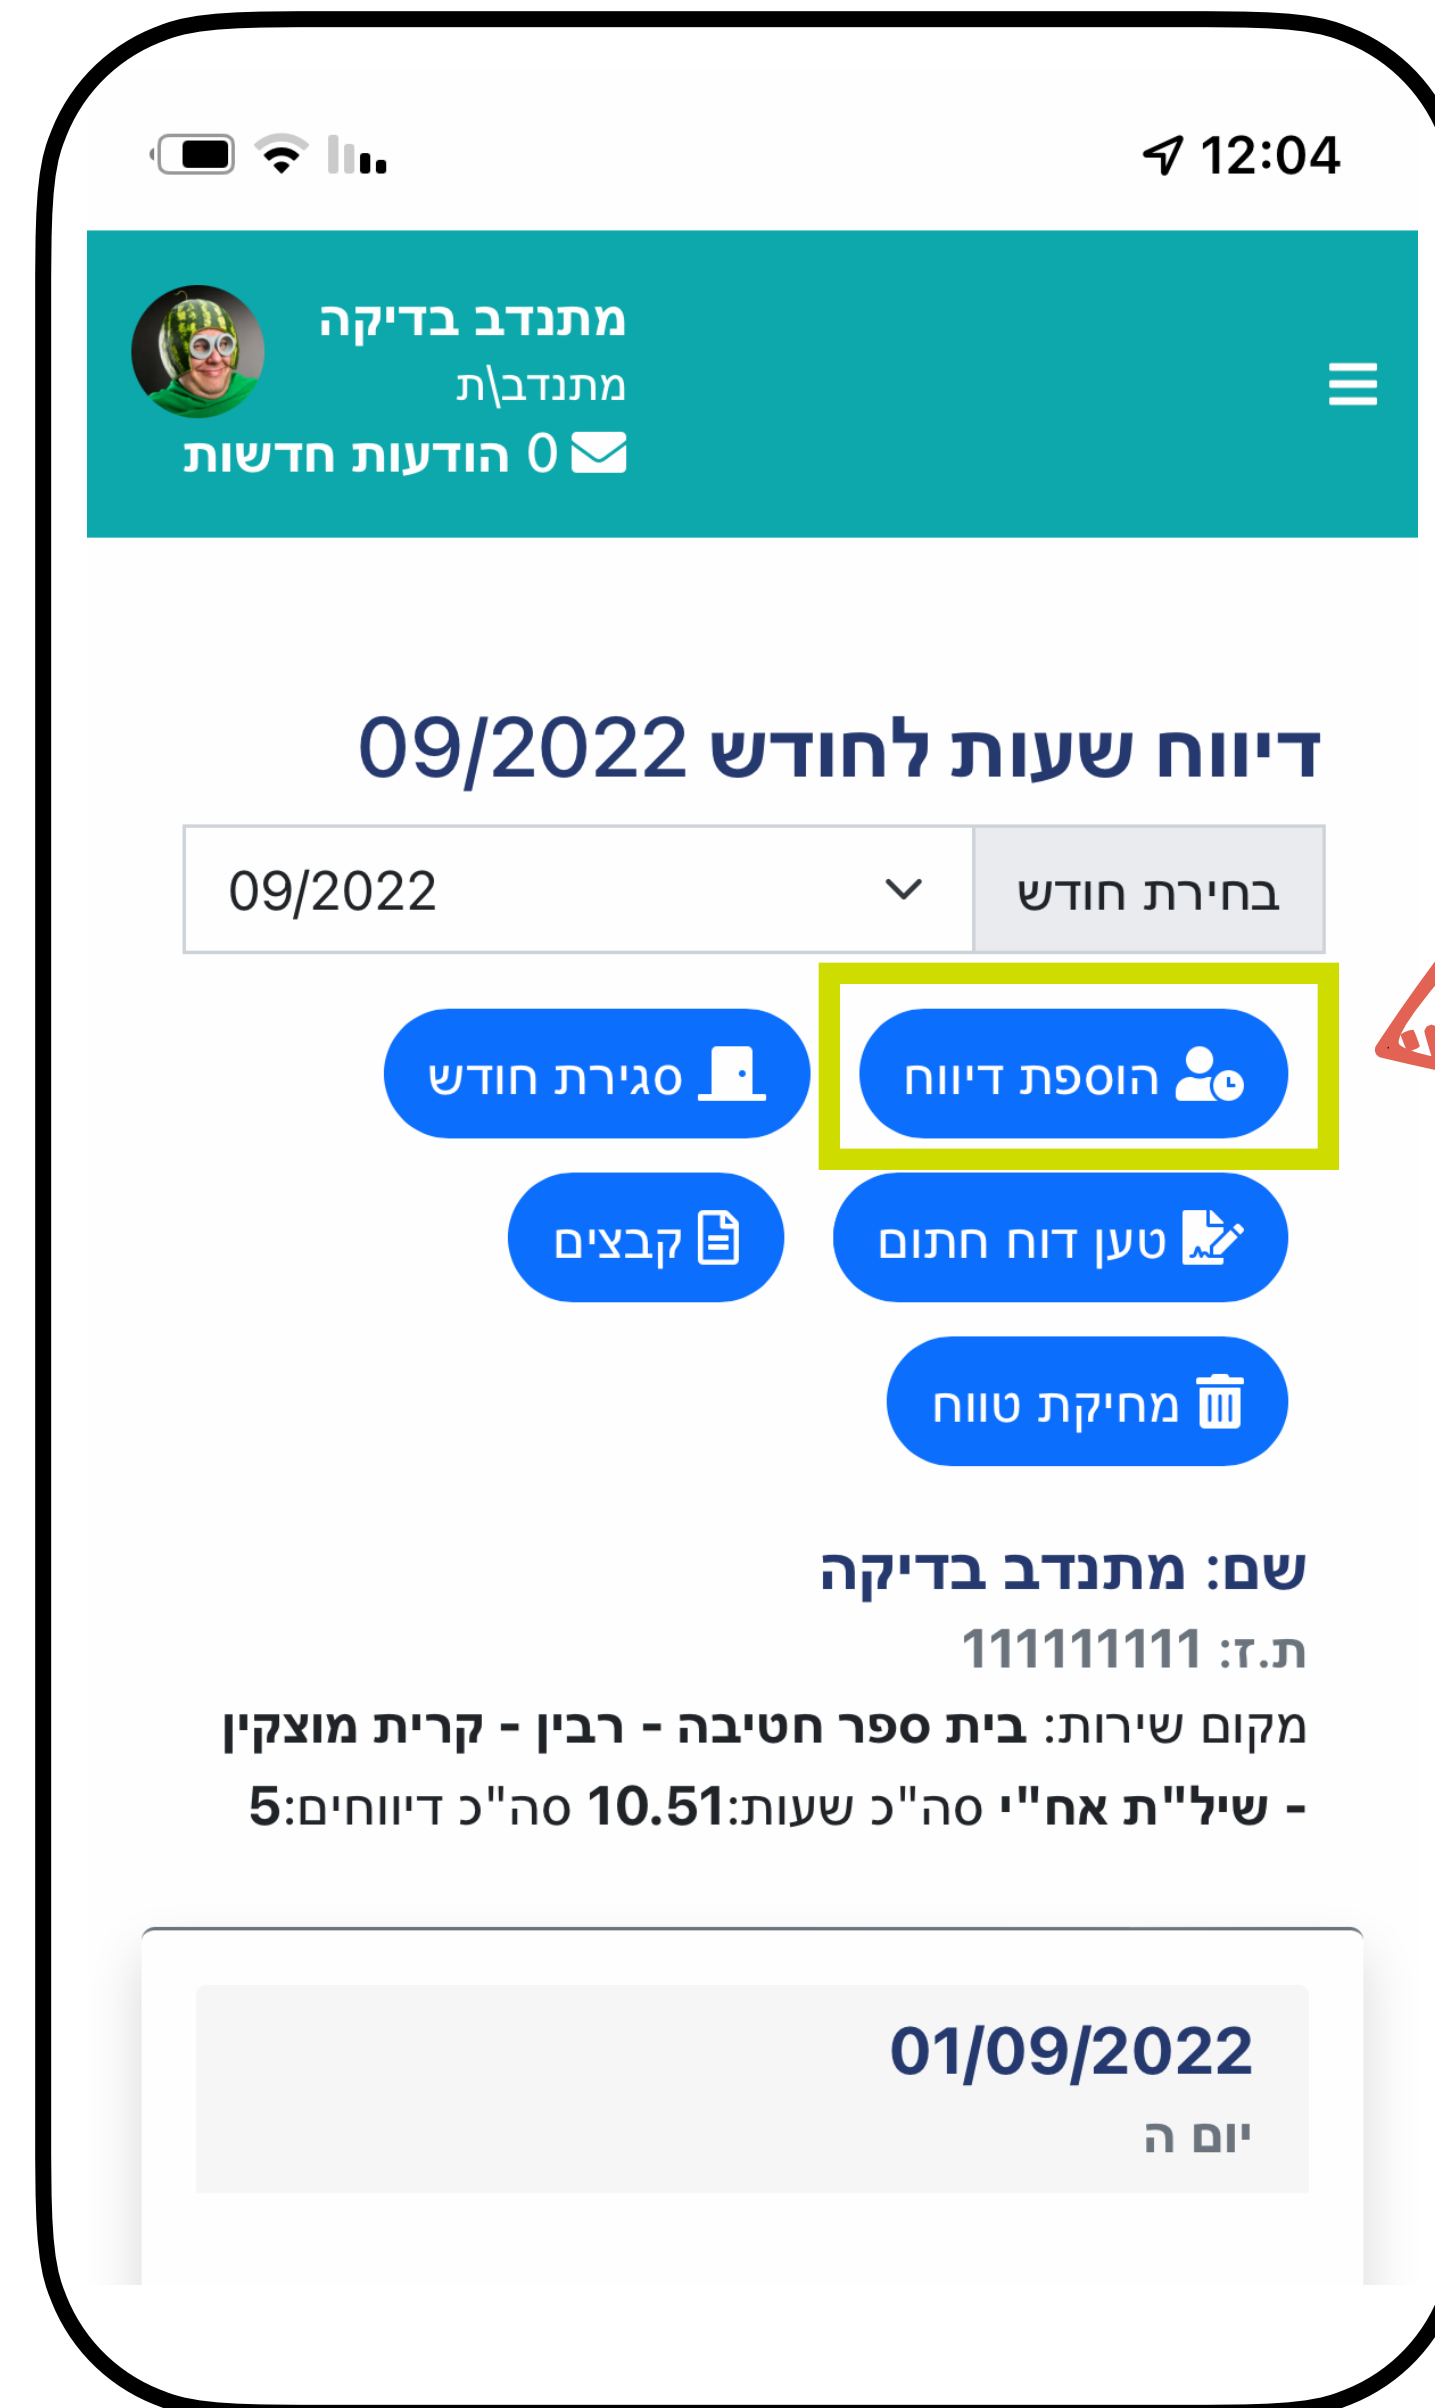 12:04
מתנדב בדיקה
מתנדב\ת
0 הודעות חדשות
דיווח שעות לחודש 09/2022
בחירת חודש
09/2022
הוספת דיווח
סגירת חודש
טען דוח חתום
קבצים
מחיקת טווח
שם: מתנדב בדיקה
ת.ז: 111111111
מקום שירות: בית ספר חטיבה - רבין - קרית מוצקין
- שיל"ת אח"י סה"כ שעות:10.51 סה"כ דיווחים:5
01/09/2022
יום ה